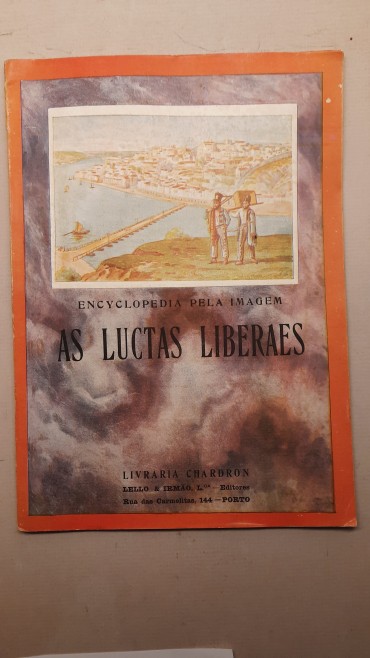 ENCYCLOPEDIA PELA IMAGEM
AS LUCTAS LIBERAES
LIVRARIA CHARDRON
LELLO & IRMÃO, L.DA — Editores
Rua das Carmelitas, 144 — PORTO